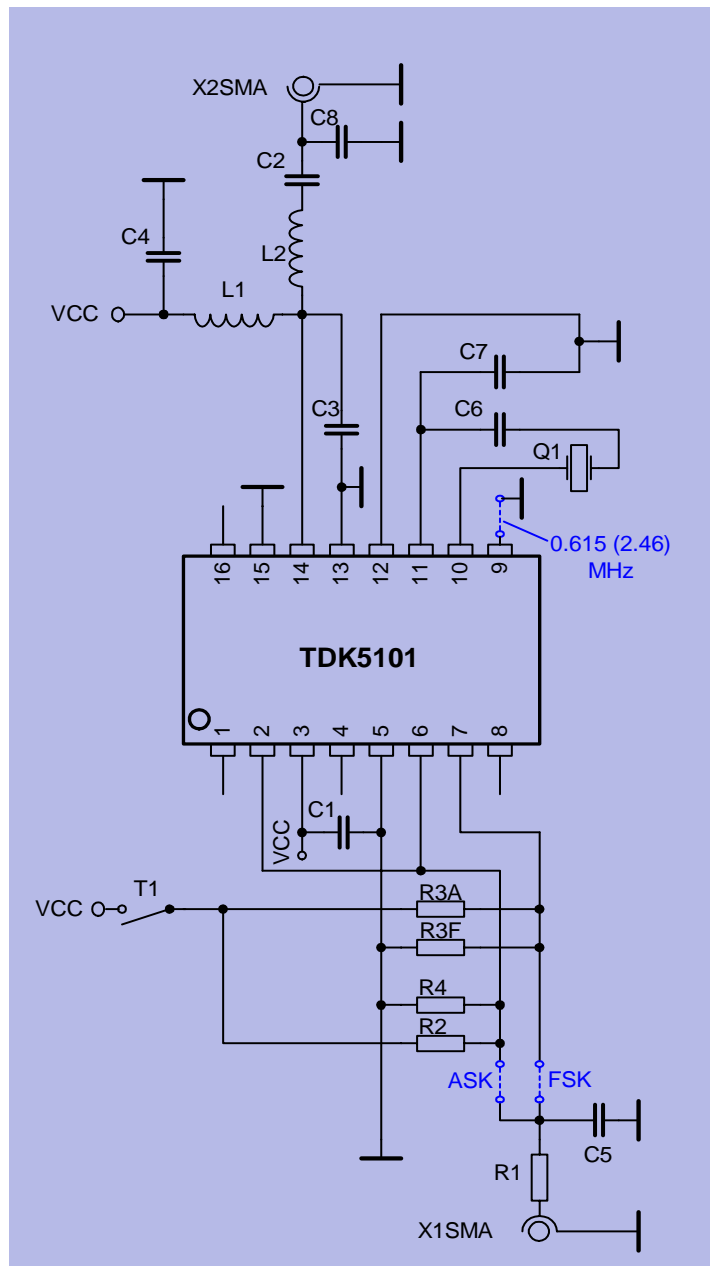 X2SMA
C8
C2
C4
L2
L1
VCC
C7
C3
C6
Q1
0.615 (2.46)
MHz
16
15
14
13
12
11
10
9
TDK5101
1
2
3
4
5
6
7
8
C1
VCC
T1
VCC
R3A
R3F
R4
R2
ASK
FSK
C5
R1
X1SMA